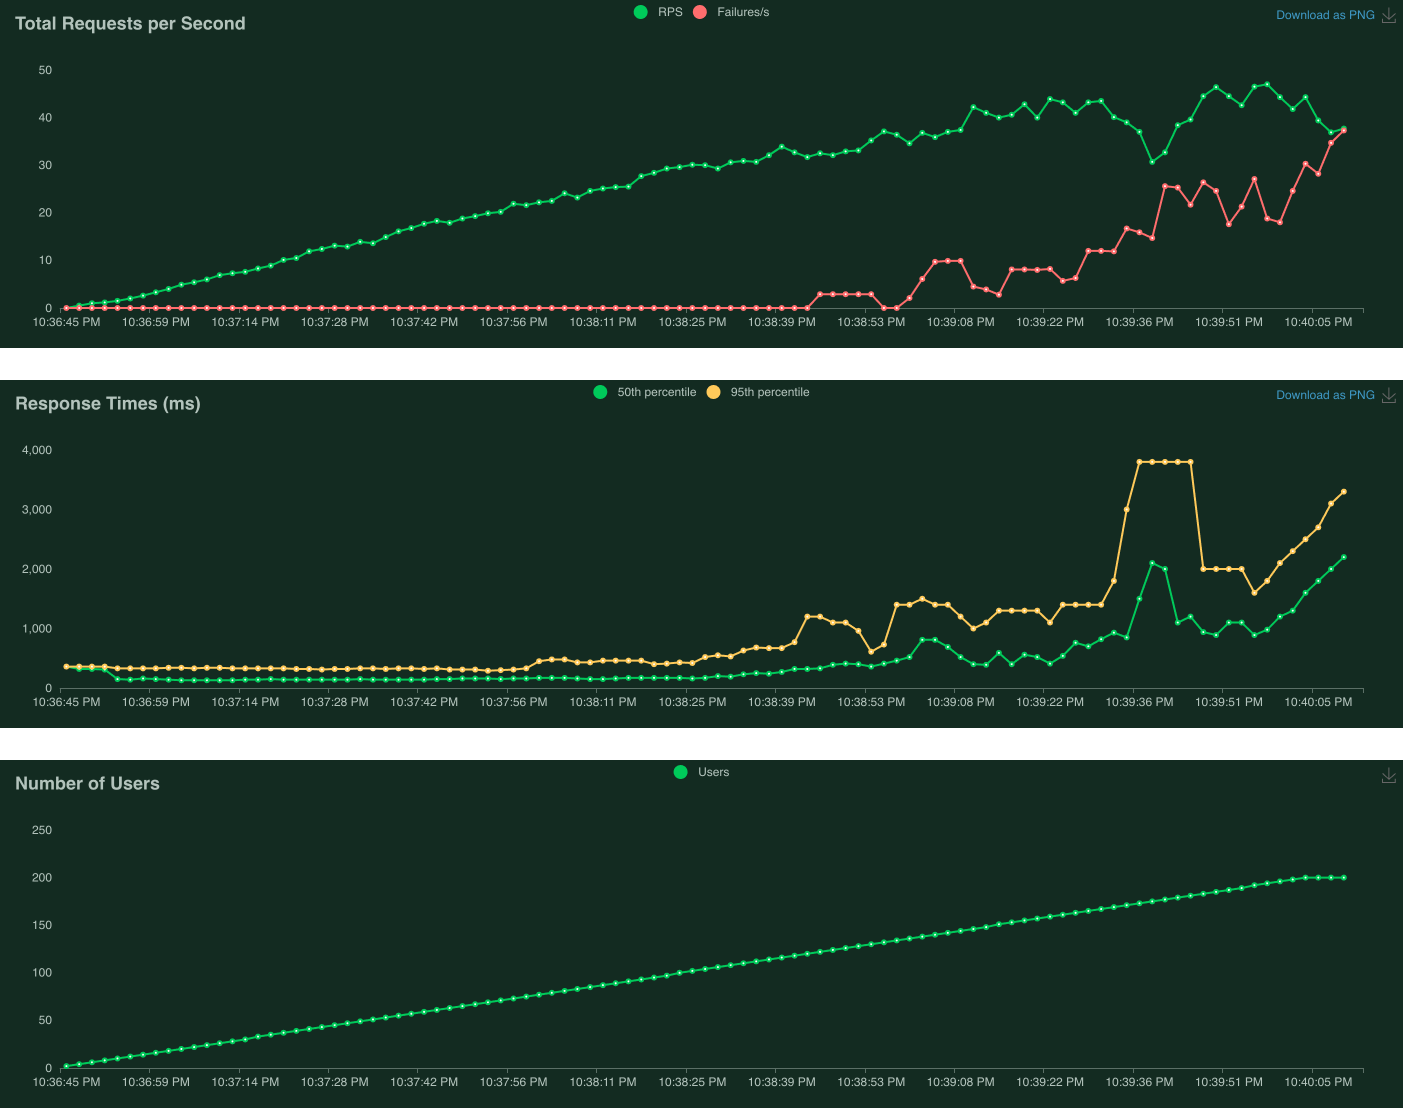 RPS Failures/s
Total Requests per Second
Download as PNG
50
40
30
20
10
0
10:36:45 PM 10:36:59 PM 10:37:14 PM 10:37:28 PM 10:37:42 PM 10:37:56 PM 10:38:11 PM 10:38:25 PM 10:38:39 PM 10:38:53 PM 10:39:08 PM 10:39:22 PM 10:39:36 PM 10:39:51 PM 10:40:05 PM
50th percentile 95th percentile
Response Times (ms)
Download as PNG
4,000
3,000
2,000
1,000
0
10:36:45 PM 10:36:59 PM 10:37:14 PM 10:37:28 PM 10:37:42 PM 10:37:56 PM 10:38:11 PM 10:38:25 PM 10:38:39 PM 10:38:53 PM 10:39:08 PM 10:39:22 PM 10:39:36 PM 10:39:51 PM 10:40:05 PM
Users
Number of Users
250
200
150
100
50
0
10:36:45 PM 10:36:59 PM 10:37:14 PM 10:37:28 PM 10:37:42 PM 10:37:56 PM 10:38:11 PM 10:38:25 PM 10:38:39 PM 10:38:53 PM 10:39:08 PM 10:39:22 PM 10:39:36 PM 10:39:51 PM 10:40:05 PM